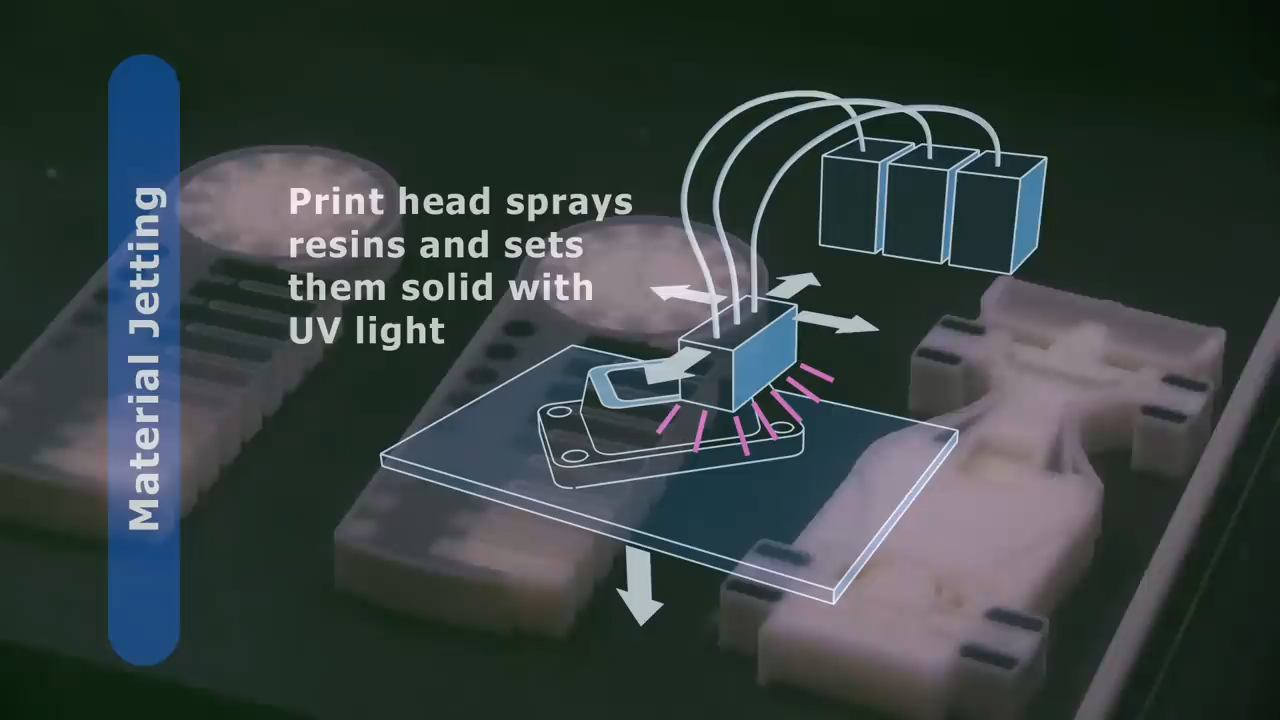 Material Jetting
Print head sprays
resins and sets
them solid with
UV light